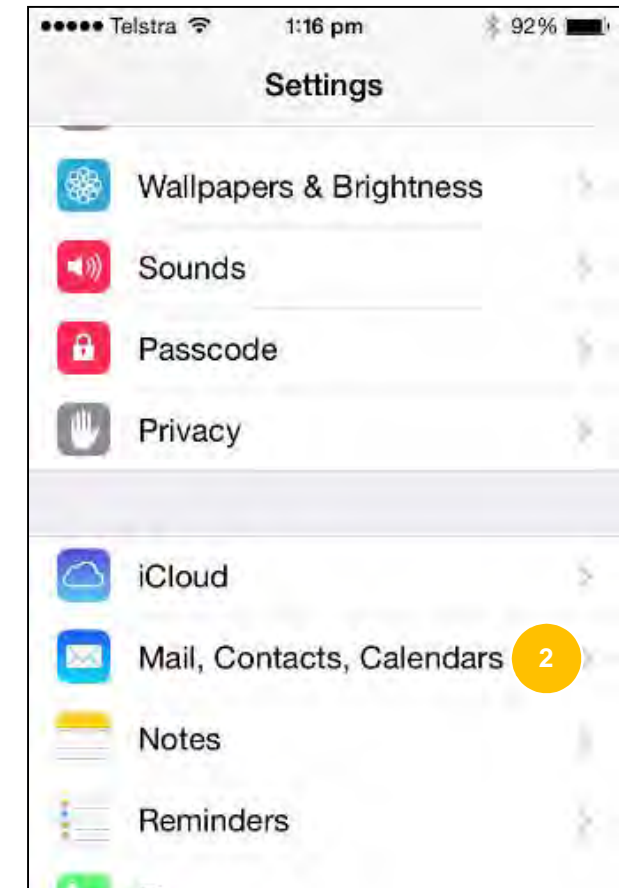 Telstra 1:16 pm 92%
Settings
Wallpapers & Brightness
Sounds
Passcode
Privacy
iCloud
Mail, Contacts, Calendars 2
Notes
Reminders